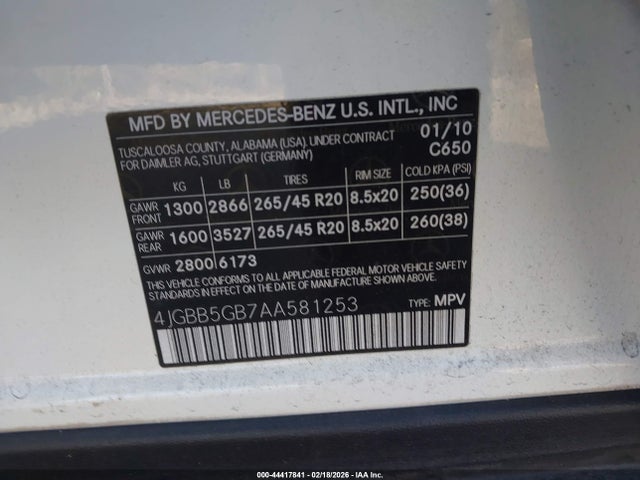 MFD BY MERCEDES-BENZ U.S. INTL., INC
TUSCALOOSA COUNTY, ALABAMA (USA). UNDER CONTRACT 01/10
FOR DAIMLER AG, STUTTGART (GERMANY) C650
KG LB TIRES RIM SIZE COLD KPA (PSI)
GAWR FRONT 1300 2866 265/45 R20 8.5x20 250(36)
GAWR REAR 1600 3527 265/45 R20 8.5x20 260(38)
GVWR 2800 6173
THIS VEHICLE CONFORMS TO ALL APPLICABLE FEDERAL MOTOR VEHICLE SAFETY
STANDARDS IN EFFECT ON THE DATE OF MANUFACTURE SHOWN ABOVE.
4JGBB5GB7AA581253 TYPE: MPV
000-44417841 - 02/18/2026 - IAA Inc.